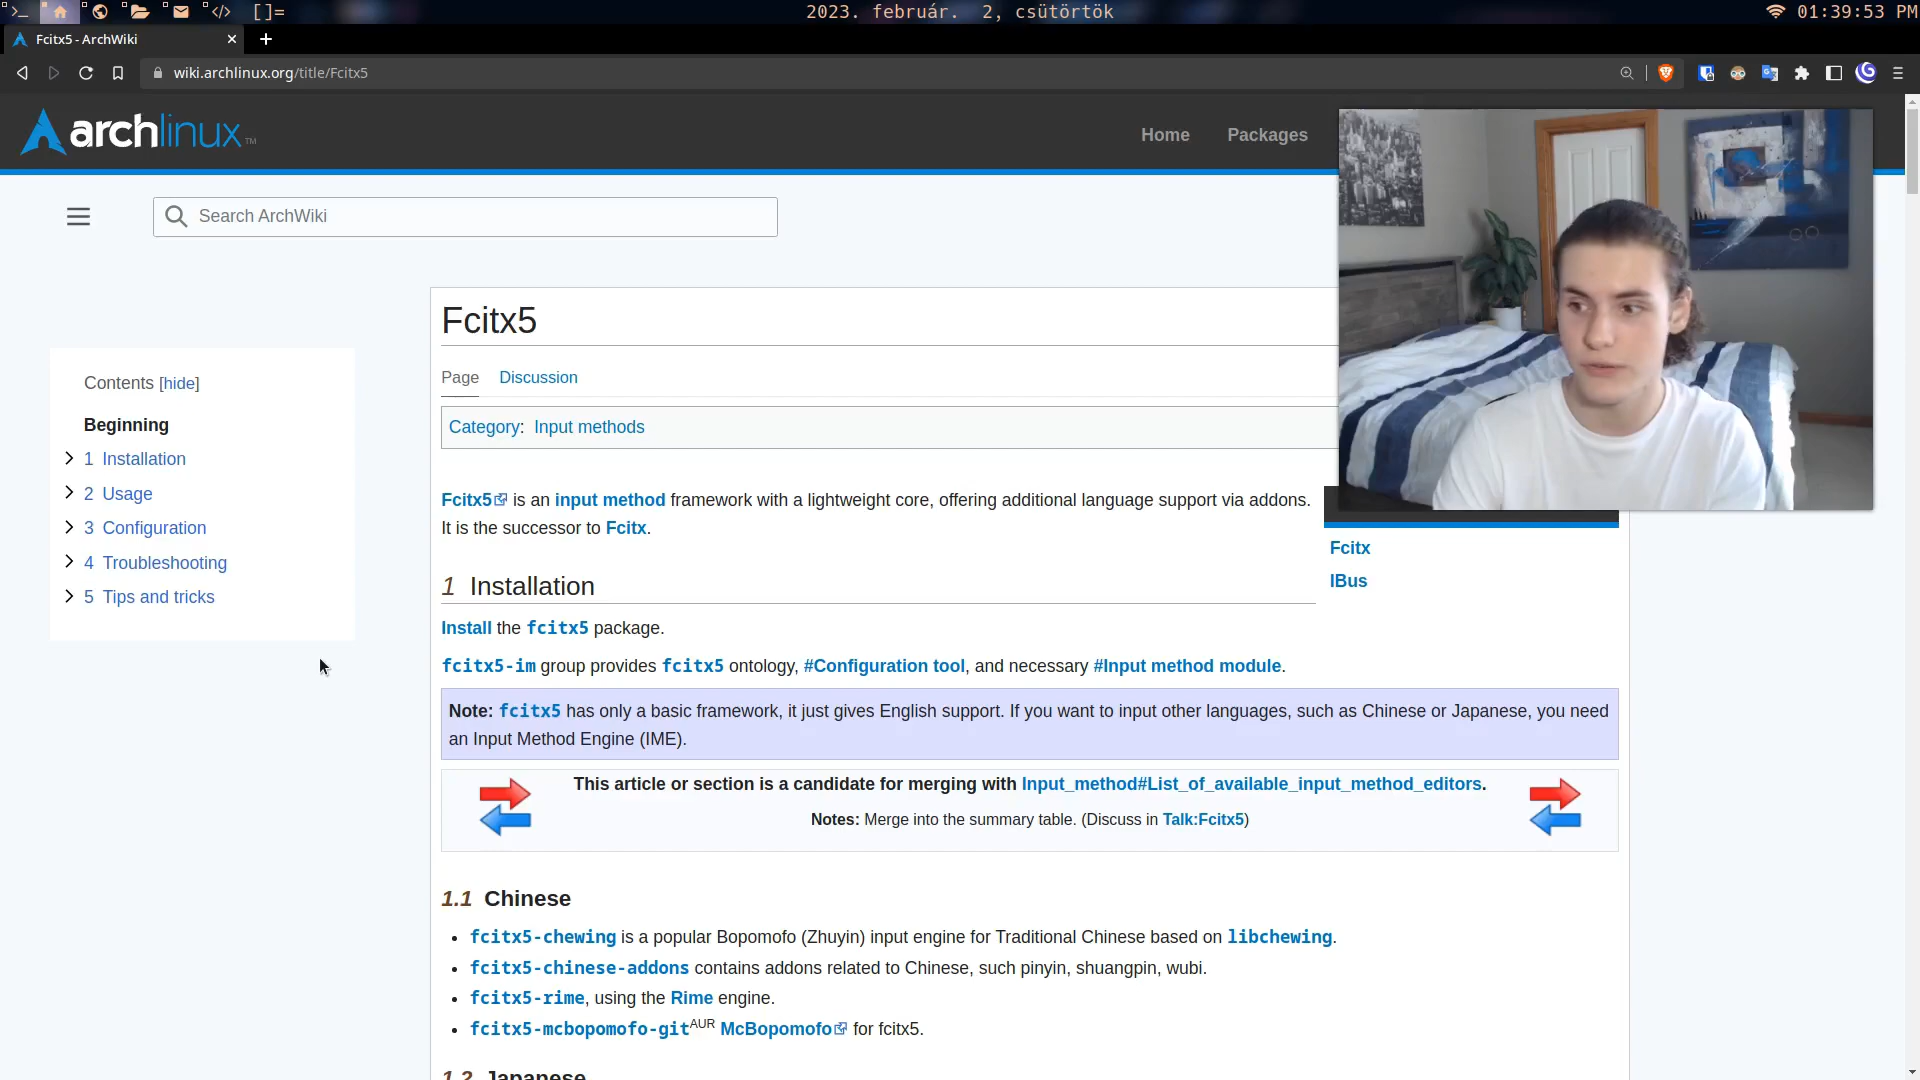 []=
2023. február.  2, csütörtök
01:39:53 PM
Fcitx5 - ArchWiki
wiki.archlinux.org/title/Fcitx5
archlinux™
Home
Packages
Search ArchWiki
Fcitx5
Page
Discussion
Category: Input methods
Contents [hide]
Beginning
1 Installation
2 Usage
3 Configuration
4 Troubleshooting
5 Tips and tricks
Fcitx5 is an input method framework with a lightweight core, offering additional language support via addons.
It is the successor to Fcitx.
Fcitx
IBus
1 Installation
Install the fcitx5 package.
fcitx5-im group provides fcitx5 ontology, #Configuration tool, and necessary #Input method module.
Note: fcitx5 has only a basic framework, it just gives English support. If you want to input other languages, such as Chinese or Japanese, you need
an Input Method Engine (IME).
This article or section is a candidate for merging with Input_method#List_of_available_input_method_editors.
Notes: Merge into the summary table. (Discuss in Talk:Fcitx5)
1.1 Chinese
• fcitx5-chewing is a popular Bopomofo (Zhuyin) input engine for Traditional Chinese based on libchewing.
• fcitx5-chinese-addons contains addons related to Chinese, such pinyin, shuangpin, wubi.
• fcitx5-rime, using the Rime engine.
• fcitx5-mcbopomofo-gitAUR McBopomofo for fcitx5.
1.2 Japanese